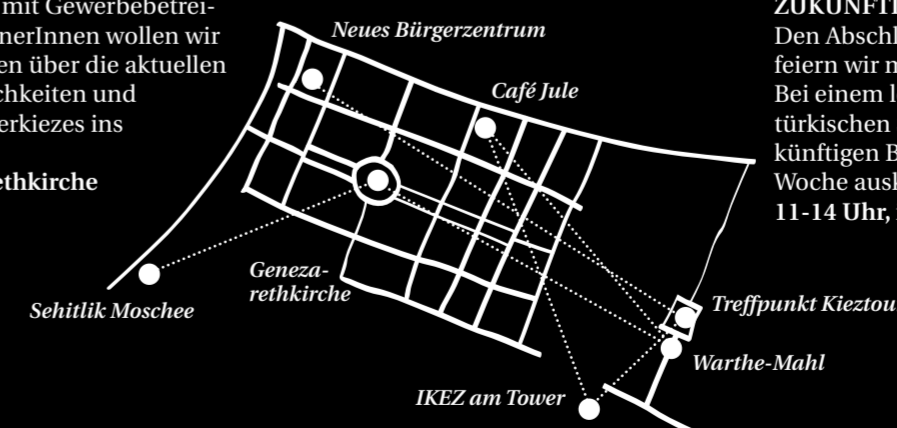 mit Gewerbebetrei-
nerInnen wollen wir
en über die aktuellen
chkeiten und
erkiezes ins
ethkirche
Neues Bürgerzentrum
Café Jule
Geneza-
rethkirche
Sehitlik Moschee
IKEZ am Tower
Treffpunkt Kieztou
Warthe-Mahl
ZUKUNFT
Den Abschl
feiern wir m
Bei einem l
türkischen
künftigen B
Woche ausk
11-14 Uhr,